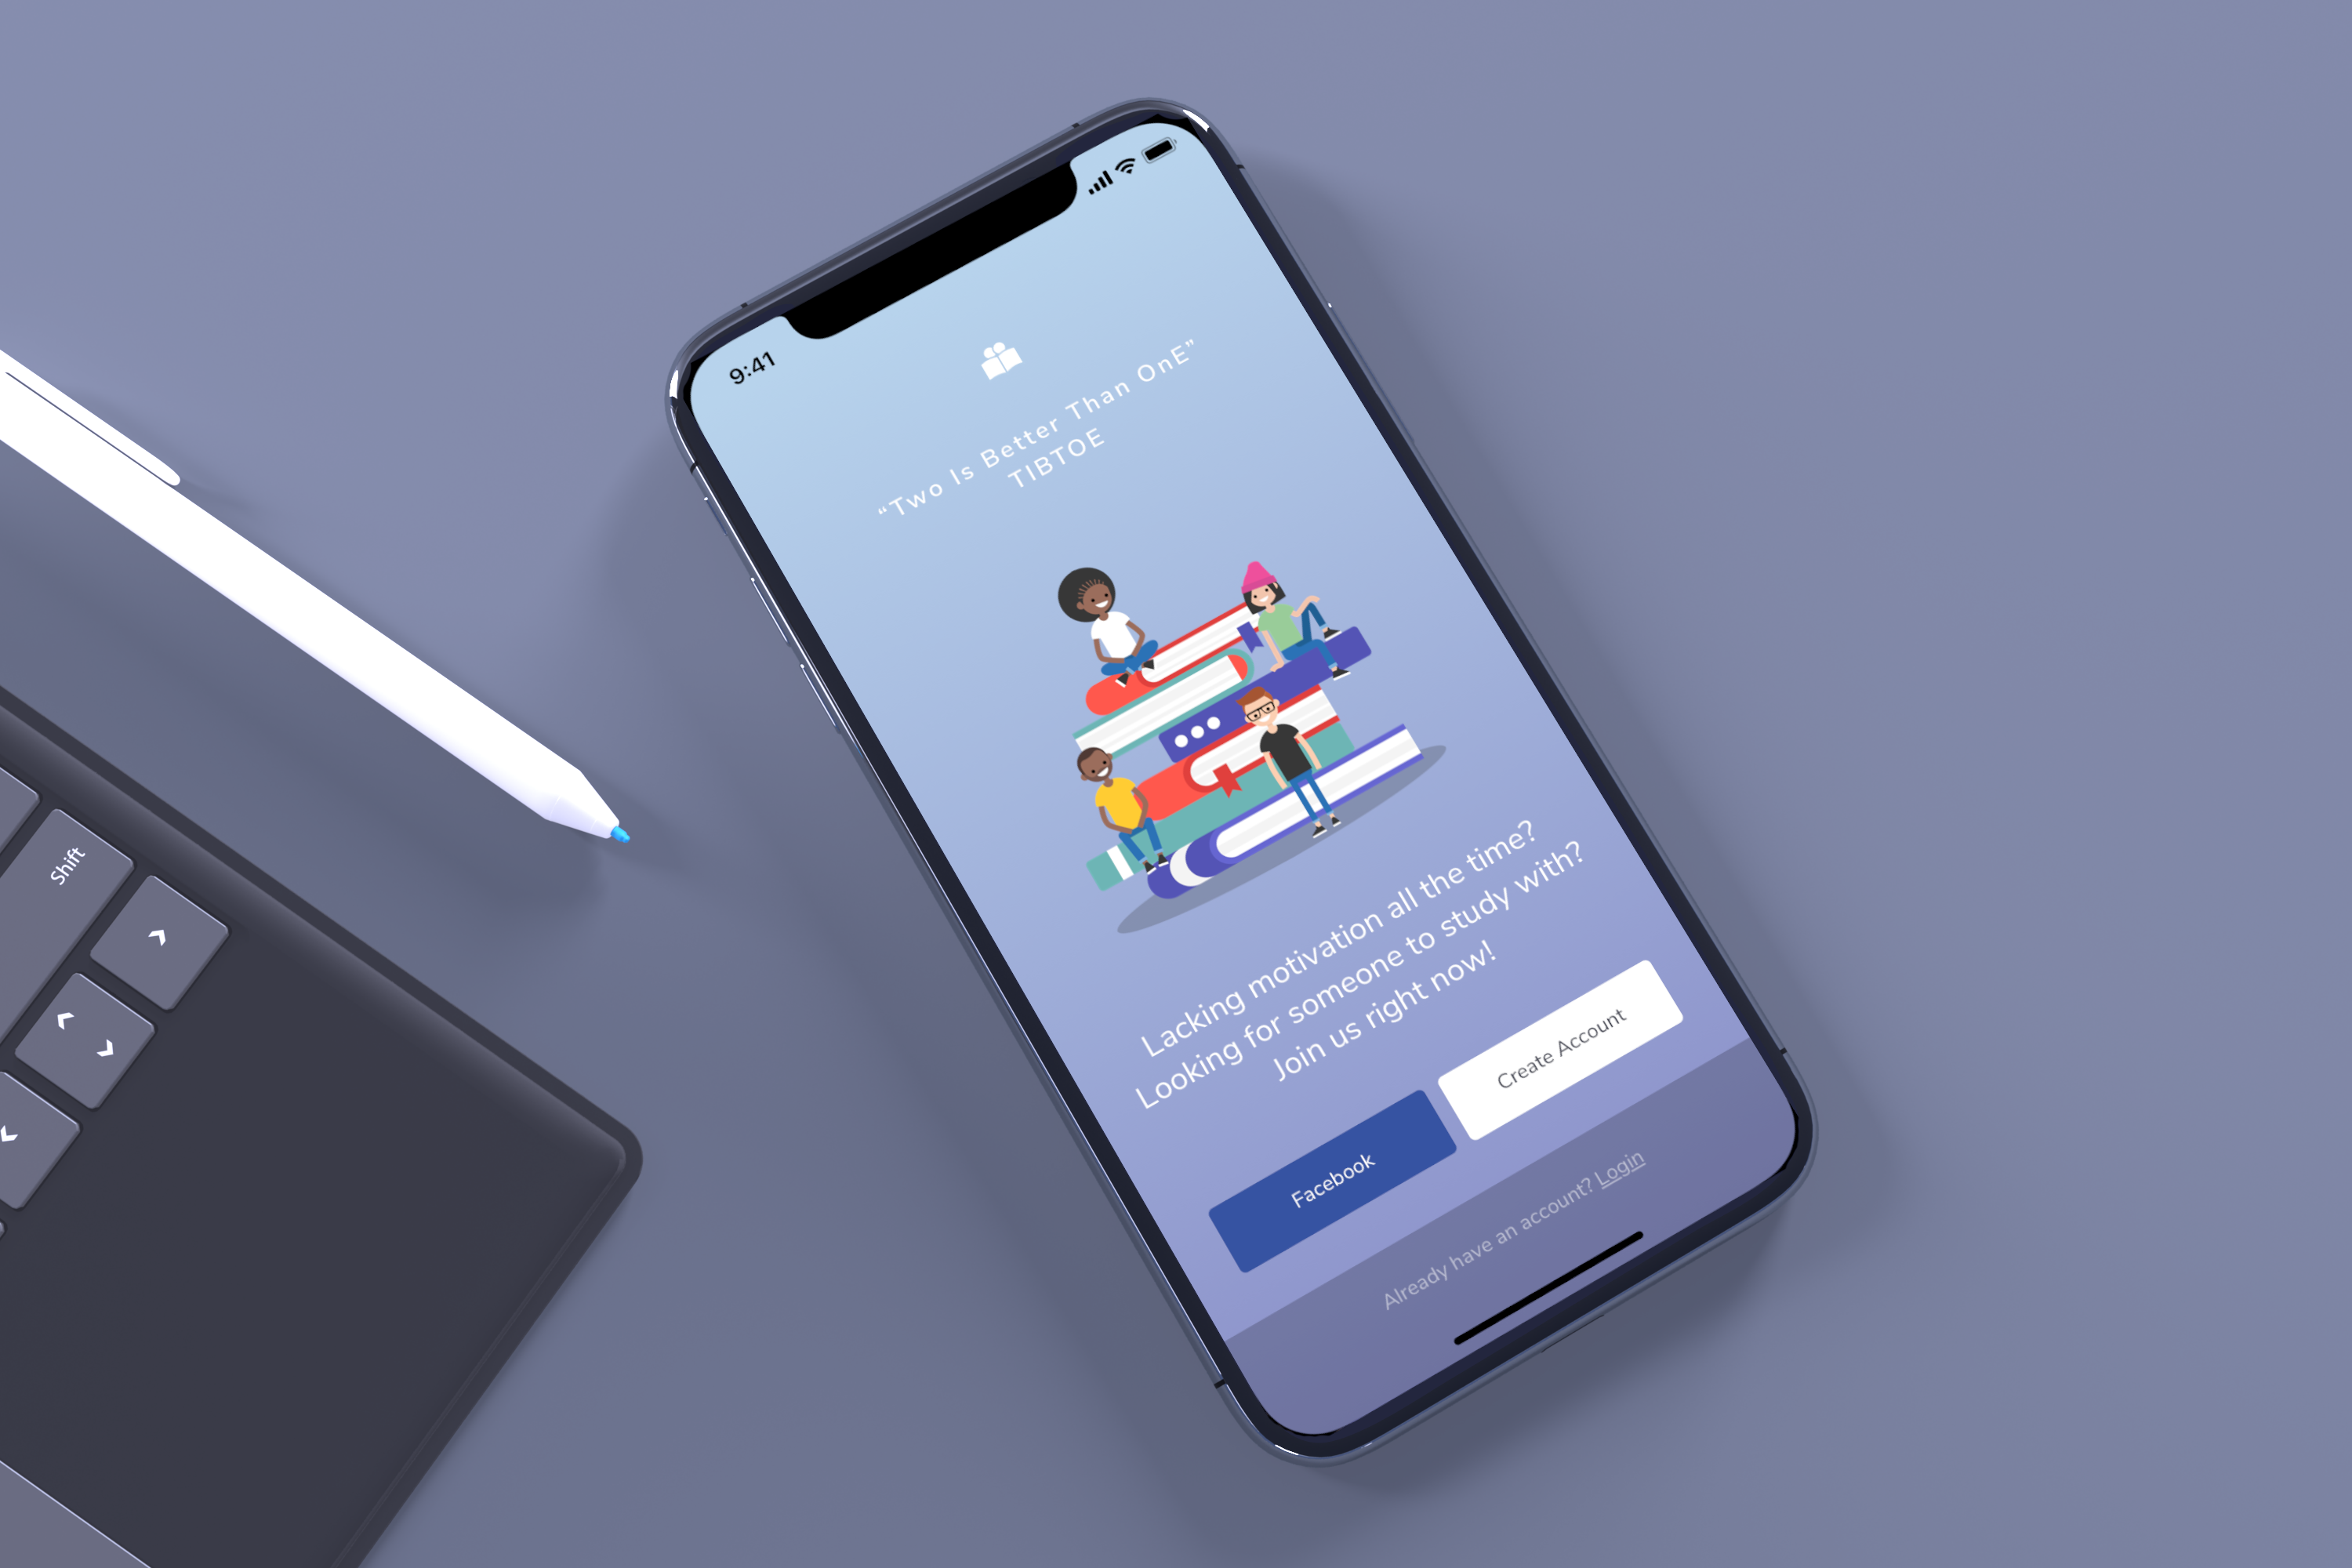 9:41
“Two Is Better Than OnE”
TIBTOE
Lacking motivation all the time?
Looking for someone to study with?
Join us right now!
Facebook
Create Account
Already have an account? Login
Shift